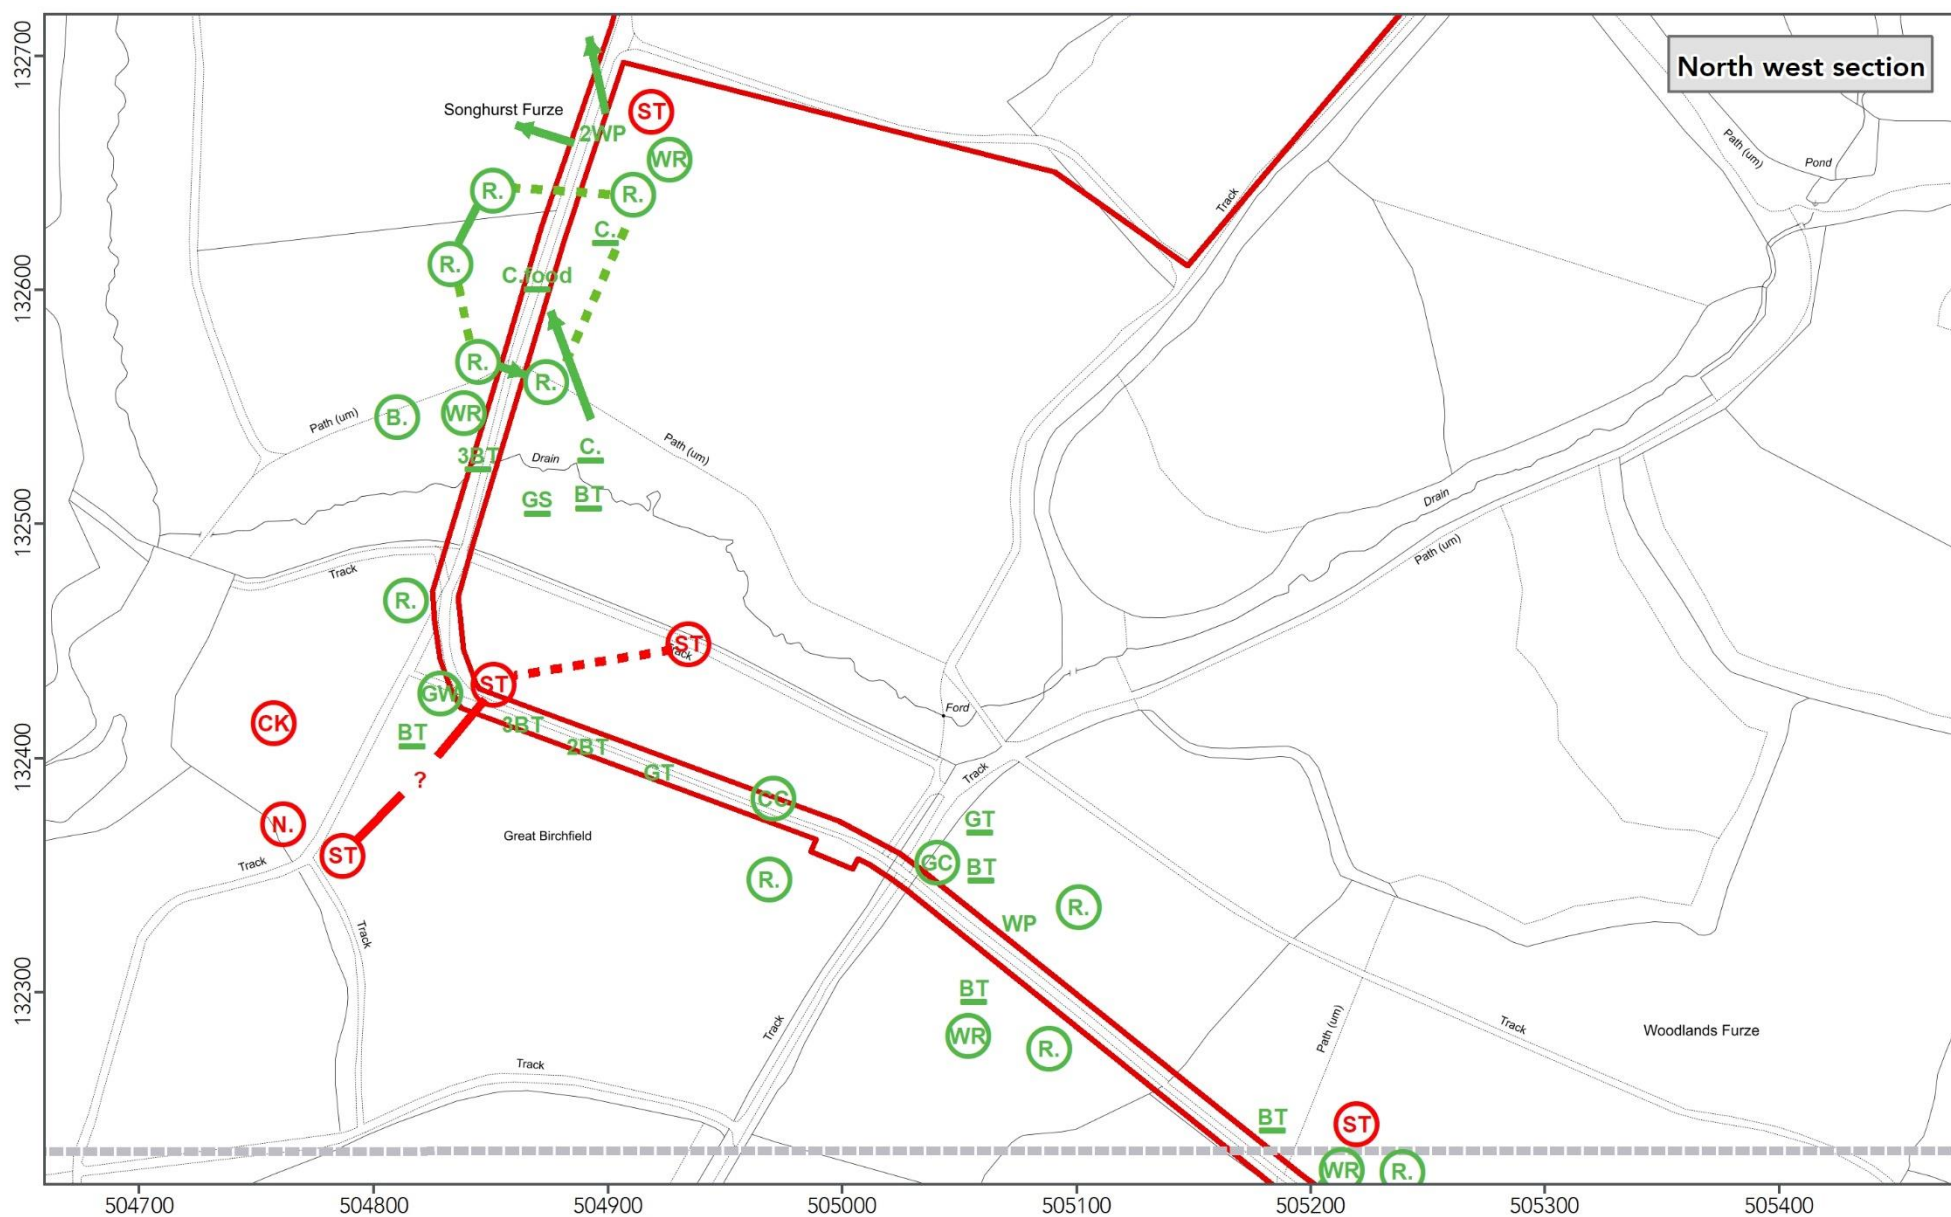 North west section
132700
132600
132500
132400
132300
504700
504800
504900
505000
505100
505200
505300
505400
Songhurst Furze
2WP
ST
WR
R.
R.
C.
R.
C.food
R.
R.
B.
WR
3BT
C.
GS
BT
Path (um)
Drain
Path (um)
Track
Path (um)
Pond
Drain
Path (um)
Track
R.
ST
ST
GW
CK
BT
3BT
2BT
GT
?
CC
Ford
Track
N.
ST
Track
Great Birchfield
R.
GC
GT
BT
R.
WP
Track
BT
WR
R.
Track
Track
Path (um)
Track
Woodlands Furze
BT
ST
WR
R.